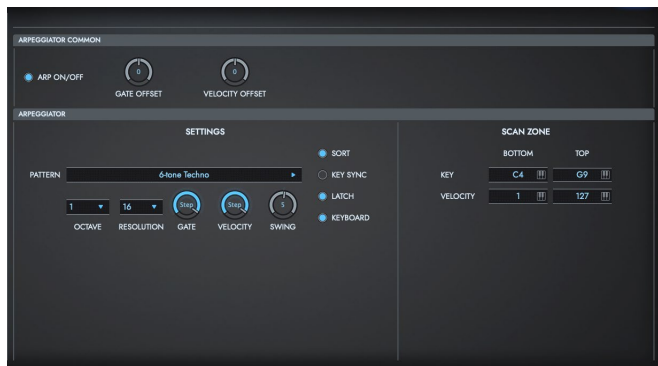 ARPEGGIATOR COMMON
ARP ON/OFF
0
0
GATE OFFSET
VELOCITY OFFSET
ARPEGGIATOR
SETTINGS
SCAN ZONE
SORT
BOTTOM
TOP
PATTERN
6-tone Techno
KEY SYNC
KEY
C4
G9
LATCH
VELOCITY
1
127
1
16
Step
Step
5
KEYBOARD
OCTAVE
RESOLUTION
GATE
VELOCITY
SWING